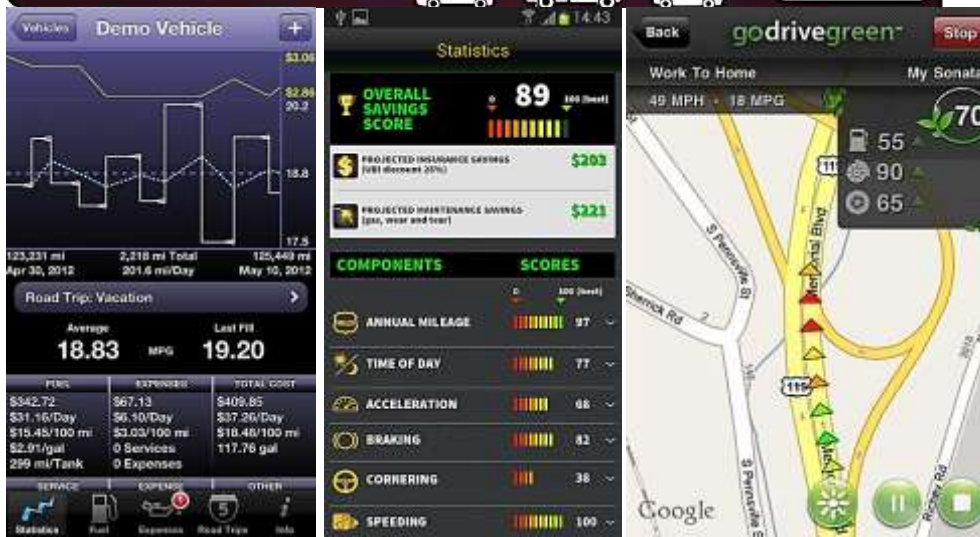 Vehicles
Demo Vehicle
+
$3.06
$2.86
20.2
18.8
17.5
123,231 mi
2,218 mi Total
125,449 mi
Apr 30, 2012
201.6 mi/Day
May 10, 2012
Road Trip: Vacation
Average
Last Fill
18.83 MPG 19.20
FUEL
EXPENSES
TOTAL COST
$342.72
$67.13
$409.85
$31.16/Day
$6.10/Day
$37.26/Day
$15.45/100 mi
$3.03/100 mi
$18.48/100 mi
$2.91/gal
0 Services
117.76 gal
299 mi/Tank
0 Expenses
SERVICE
EXPENSE
OTHER
Statistics
Fuel
Expenses
Road Trips
Info
5
14:43
Statistics
OVERALL
SAVINGS
SCORE
0
89
100 (best)
PROJECTED INSURANCE SAVINGS
(UBI discount 25%)
$203
PROJECTED MAINTENANCE SAVINGS
(gas, wear and tear)
$221
COMPONENTS
SCORES
0
100 (best)
ANNUAL MILEAGE
97
TIME OF DAY
77
ACCELERATION
68
BRAKING
82
CORNERING
38
SPEEDING
100
Back
godrivegreen
Stop
Work To Home
My Sonata
49 MPH - 18 MPG
70
55
90
65
S Pennsville St
Sherrick Rd
Memorial Blvd
115
S Pennsville St
Google